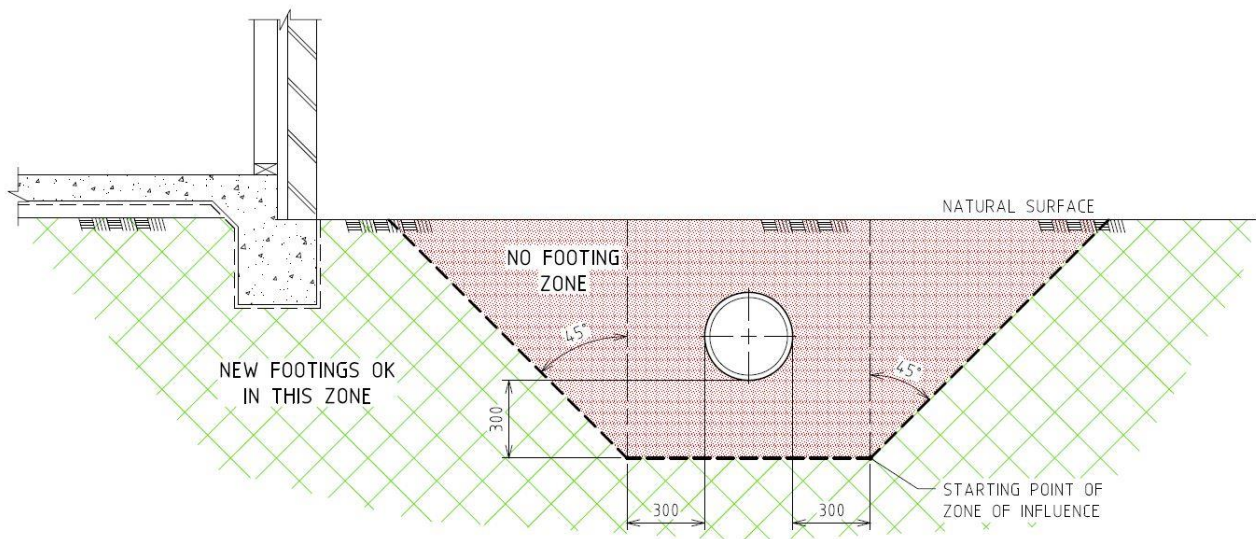 NATURAL SURFACE
NO FOOTING
ZONE
45°
45°
NEW FOOTINGS OK
IN THIS ZONE
300
300
300
STARTING POINT OF
ZONE OF INFLUENCE